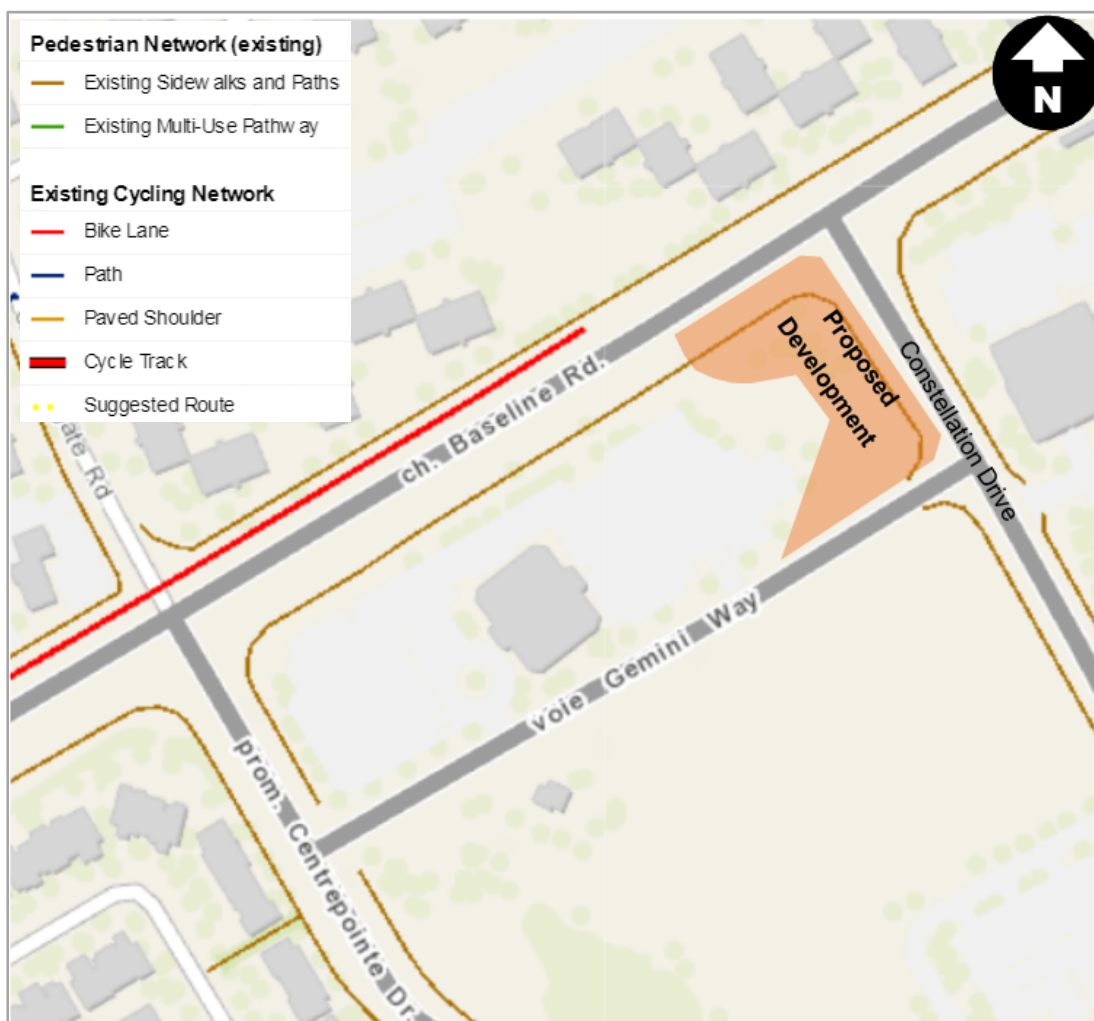 Pedestrian Network (existing)
Existing Sidewalks and Paths
Existing Multi-Use Pathway
Existing Cycling Network
Bike Lane
Path
Paved Shoulder
Cycle Track
Suggested Route
N
Proposed
Development
Constellation Drive
ch. Baseline Rd.
ate Rd
voie Gemini Way
prom. Centrepointe Dr.